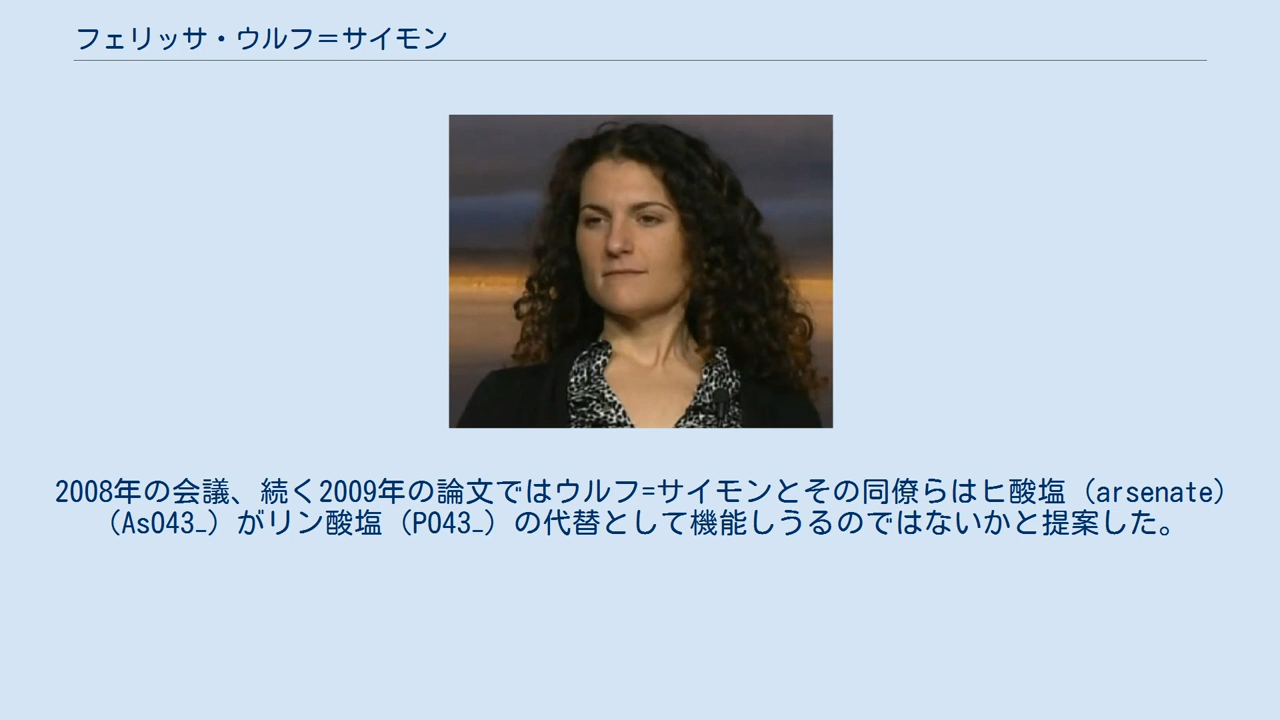 フェリッサ・ウルフ＝サイモン
2008年の会議、続く2009年の論文ではウルフ=サイモンとその同僚らはヒ酸塩（arsenate）
（AsO43_）がリン酸塩（PO43_）の代替として機能しうるのではないかと提案した。